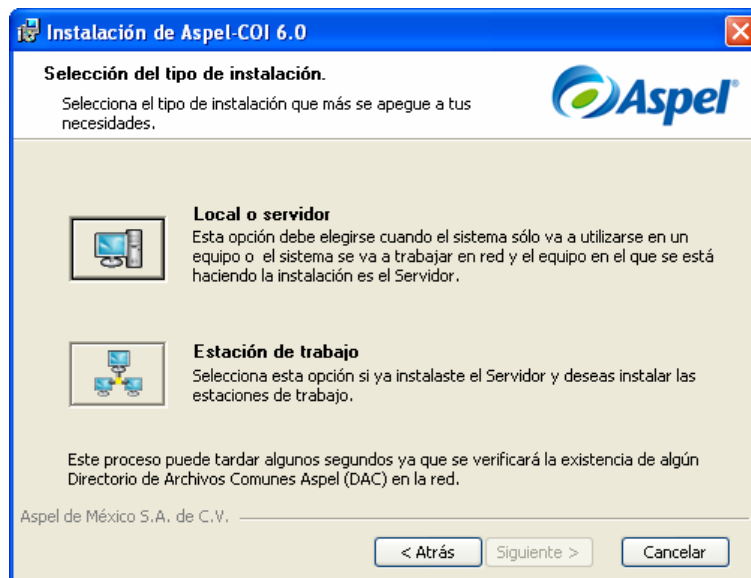 Instalación de Aspel-COI 6.0
Selección del tipo de instalación.
Selecciona el tipo de instalación que más se apegue a tus
necesidades.
Aspel
Local o servidor
Esta opción debe elegirse cuando el sistema sólo va a utilizarse en un
equipo o el sistema se va a trabajar en red y el equipo en el que se está
haciendo la instalación es el Servidor.
Estación de trabajo
Selecciona esta opción si ya instalaste el Servidor y deseas instalar las
estaciones de trabajo.
Este proceso puede tardar algunos segundos ya que se verificará la existencia de algún
Directorio de Archivos Comunes Aspel (DAC) en la red.
Aspel de México S.A. de C.V.
< Atrás Siguiente > Cancelar